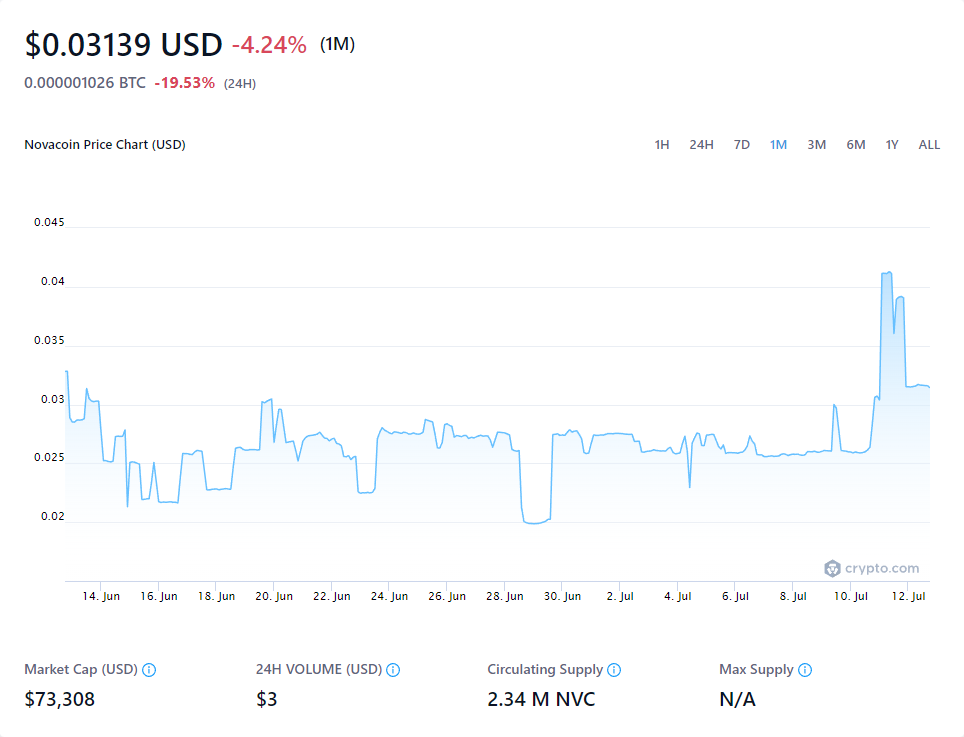 $0.03139 USD -4.24% (1M)
0.000001026 BTC -19.53% (24H)
Novacoin Price Chart (USD) 1H 24H 7D 1M 3M 6M 1Y ALL
0.045
0.04
0.035
0.03
0.025
0.02
crypto.com
14. Jun 16. Jun 18. Jun 20. Jun 22. Jun 24. Jun 26. Jun 28. Jun 30. Jun 2. Jul 4. Jul 6. Jul 8. Jul 10. Jul 12. Jul
Market Cap (USD) 24H VOLUME (USD) Circulating Supply Max Supply
$73,308 $3 2.34 M NVC N/A